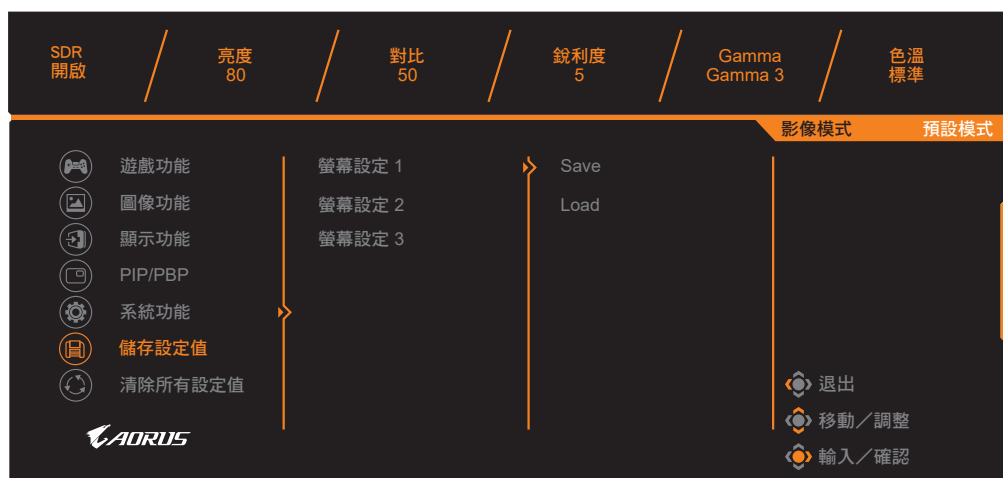 SDR
開啟
亮度
80
對比
50
銳利度
5
Gamma
Gamma 3
色溫
標準
影像模式 預設模式
遊戲功能
圖像功能
顯示功能
PIP/PBP
系統功能
儲存設定值
清除所有設定值
螢幕設定 1
螢幕設定 2
螢幕設定 3
Save
Load
退出
移動／調整
輸入／確認
AORUS